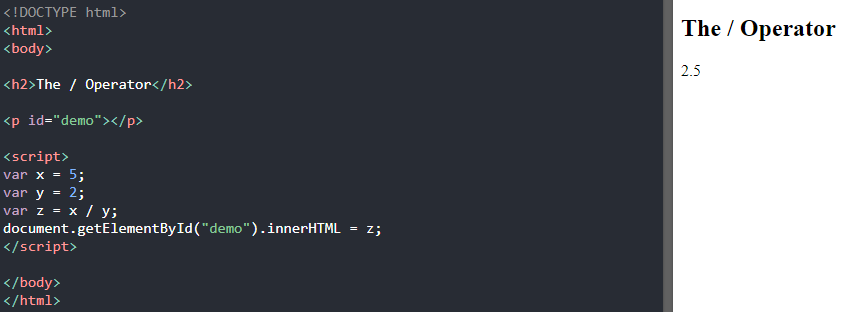 <!DOCTYPE html>
<html>
<body>
<h2>The / Operator</h2>
<p id="demo"></p>
<script>
var x = 5;
var y = 2;
var z = x / y;
document.getElementById("demo").innerHTML = z;
</script>
</body>
</html>
The / Operator
2.5